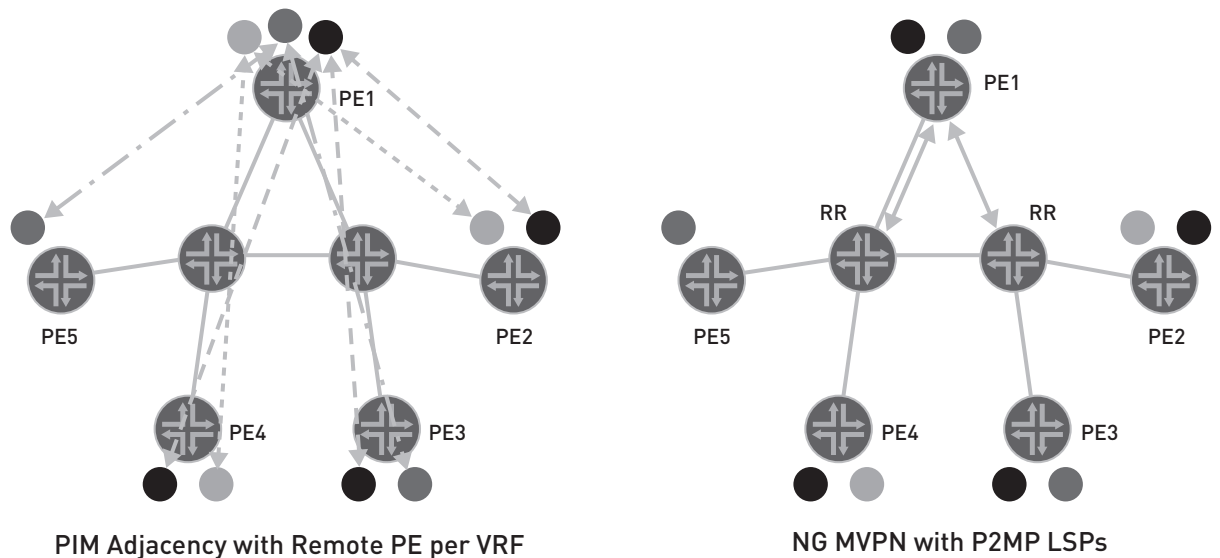 PE1
PE5
PE2
PE4
PE3
PIM Adjacency with Remote PE per VRF
PE1
RR
RR
PE5
PE2
PE4
PE3
NG MVPN with P2MP LSPs